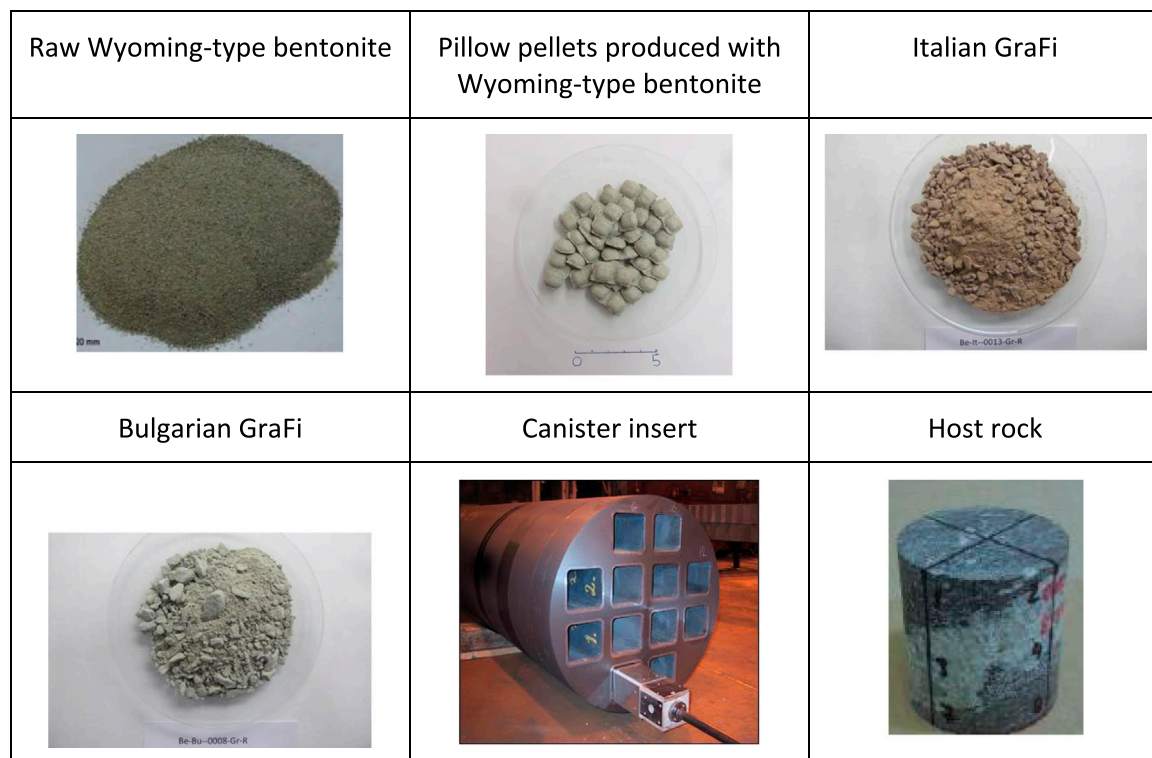 Raw Wyoming-type bentonite
Pillow pellets produced with
Wyoming-type bentonite
Italian GraFi
20 mm
0 5
Be-It--0013-Gr-R
Bulgarian GraFi
Canister insert
Host rock
Be-Bu--0008-Gr-R
2.
1.